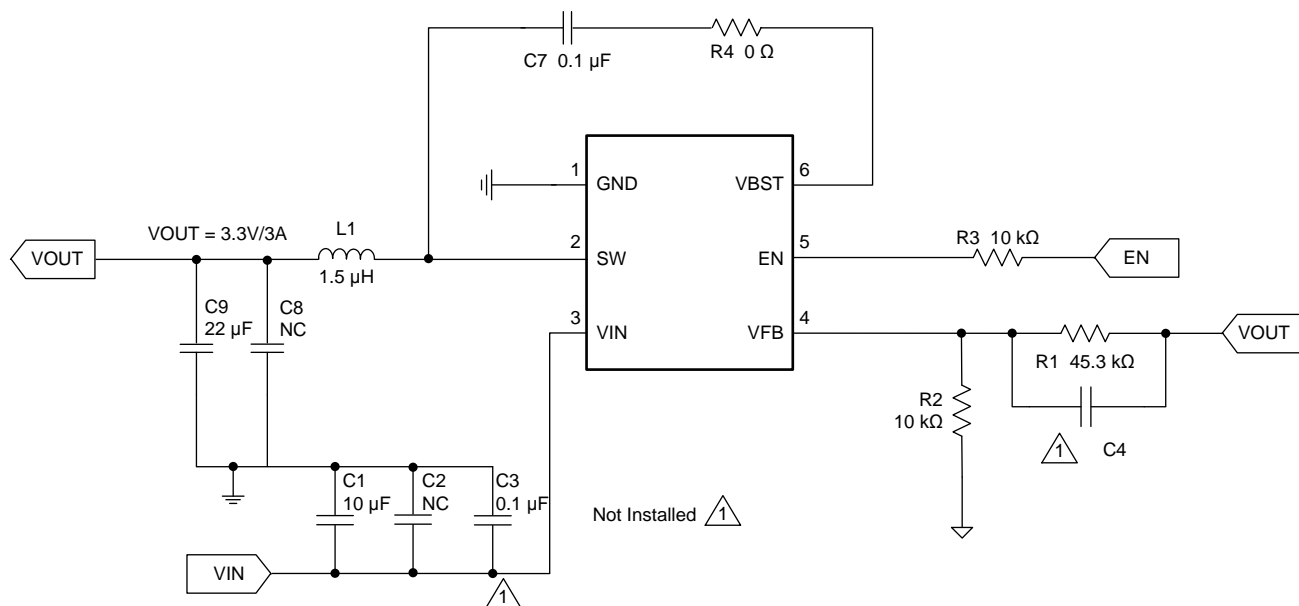 C7 0.1 µF
R4 0 Ω
1
GND
VBST
6
VOUT = 3.3V/3A
L1
1.5 µH
VOUT
2
SW
EN
5
R3 10 kΩ
EN
C9
22 µF
C8
NC
3
VIN
VFB
4
R1 45.3 kΩ
VOUT
R2
10 kΩ
1
C4
C1
10 µF
C2
NC
C3
0.1 µF
Not Installed 1
VIN
1